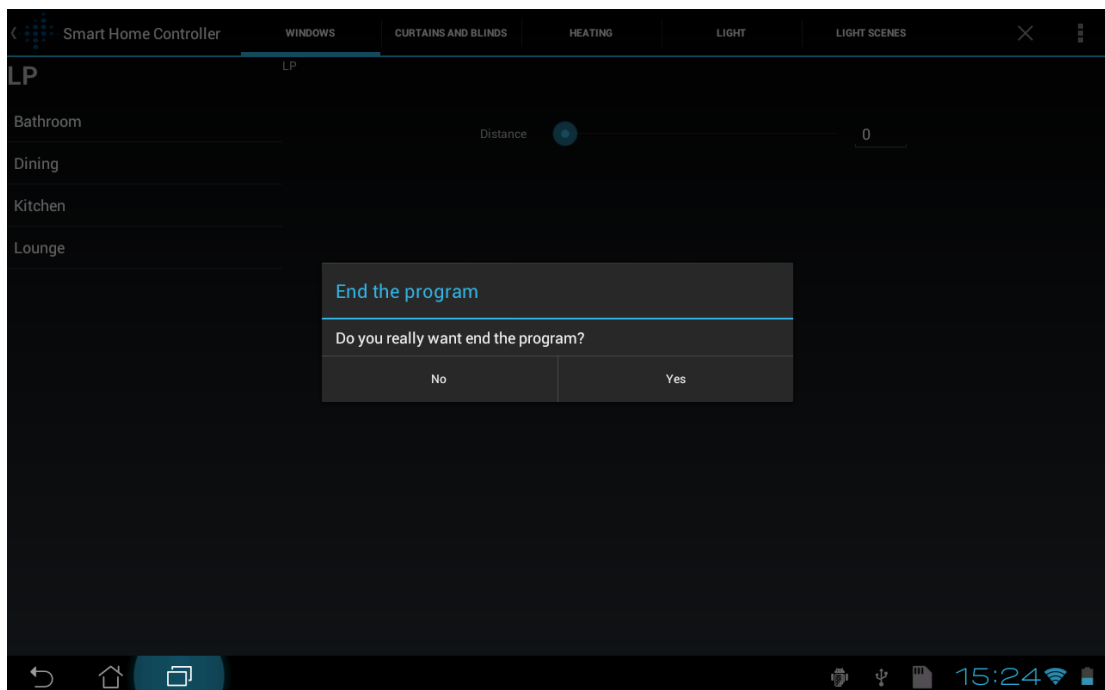 Smart Home Controller
WINDOWS
CURTAINS AND BLINDS
HEATING
LIGHT
LIGHT SCENES
LP
LP
Bathroom
Distance
0
Dining
Kitchen
Lounge
End the program
Do you really want end the program?
No
Yes
15:24